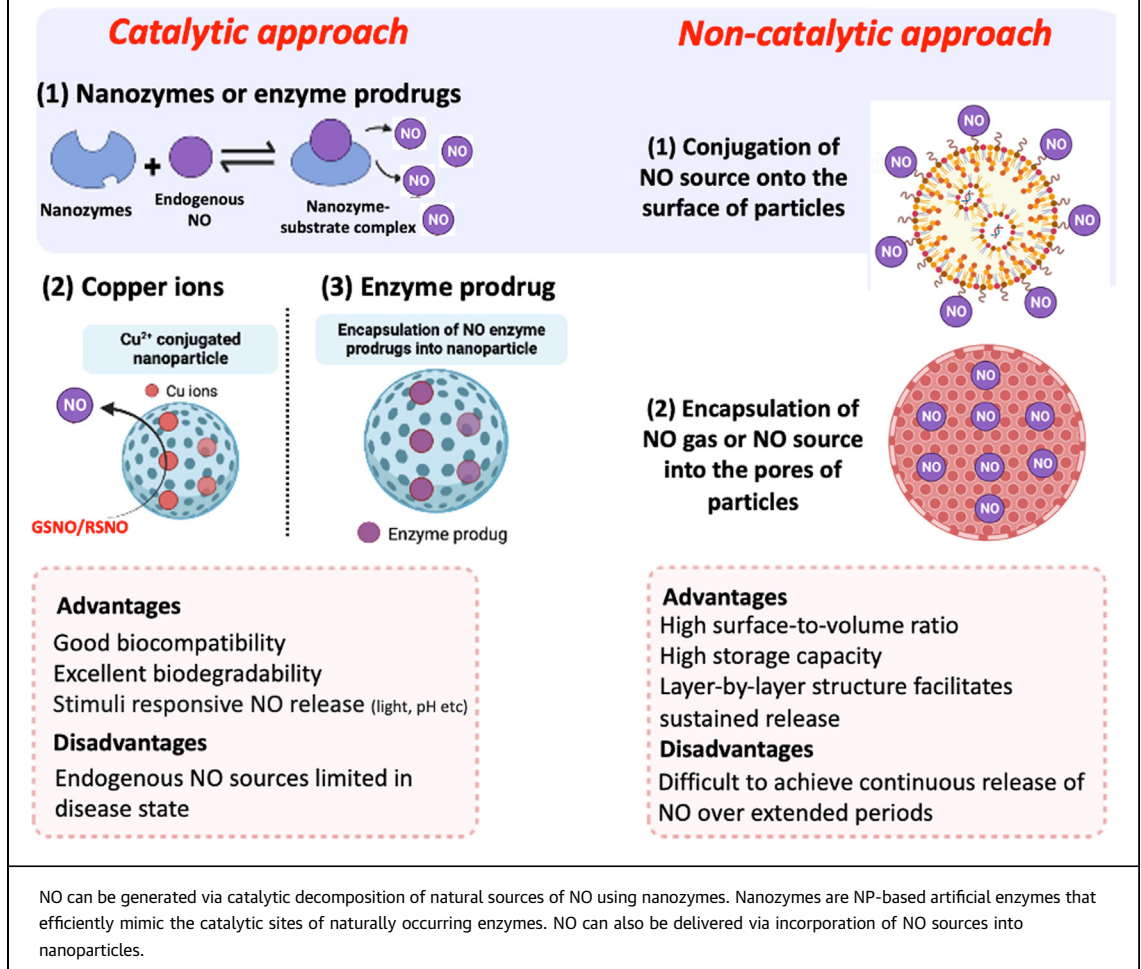 Catalytic approach
Non-catalytic approach
(1) Nanozymes or enzyme prodrugs
NO
NO
NO
NO
+
Nanozymes
Endogenous
NO
Nanozyme-
substrate complex
(1) Conjugation of
NO source onto the
surface of particles
NO
NO
NO
NO
NO
NO
NO
(2) Copper ions
Cu²⁺ conjugated
nanoparticle
Cu ions
NO
GSNO/RSNO
(3) Enzyme prodrug
Encapsulation of NO enzyme
prodrugs into nanoparticle
Enzyme produg
(2) Encapsulation of
NO gas or NO source
into the pores of
particles
NO
NO NO NO
NO NO NO
NO
Advantages
Good biocompatibility
Excellent biodegradability
Stimuli responsive NO release (light, pH etc)
Disadvantages
Endogenous NO sources limited in
disease state
Advantages
High surface-to-volume ratio
High storage capacity
Layer-by-layer structure facilitates
sustained release
Disadvantages
Difficult to achieve continuous release of
NO over extended periods
NO can be generated via catalytic decomposition of natural sources of NO using nanozymes. Nanozymes are NP-based artificial enzymes that
efficiently mimic the catalytic sites of naturally occurring enzymes. NO can also be delivered via incorporation of NO sources into
nanoparticles.